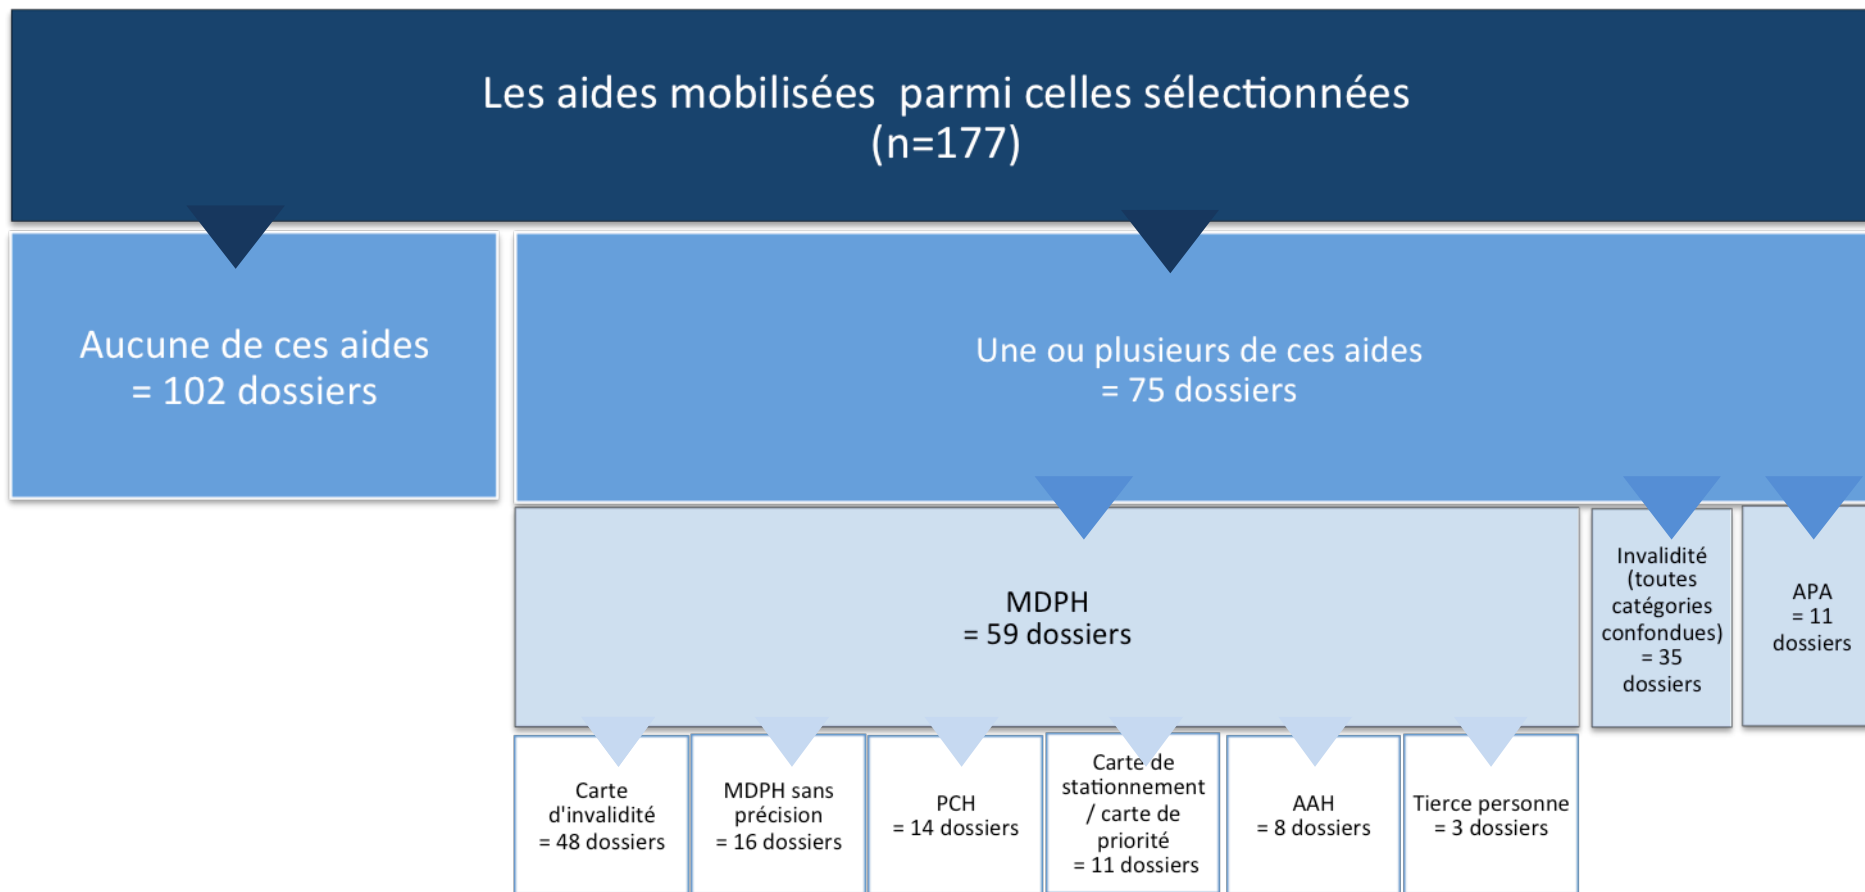 Les aides mobilisées parmi celles sélectionnées
(n=177)
Aucune de ces aides
= 102 dossiers
Une ou plusieurs de ces aides
= 75 dossiers
MDPH
= 59 dossiers
Invalidité
(toutes
catégories
confondues)
= 35
dossiers
APA
= 11
dossiers
Carte
d'invalidité
= 48 dossiers
MDPH sans
précision
= 16 dossiers
PCH
= 14 dossiers
Carte de
stationnement
/ carte de
priorité
= 11 dossiers
AAH
= 8 dossiers
Tierce personne
= 3 dossiers